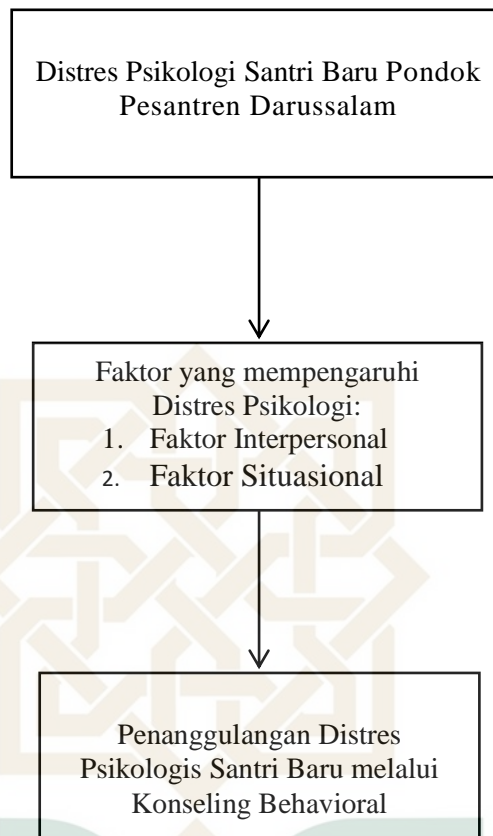 Distres Psikologi Santri Baru Pondok
Pesantren Darussalam
Faktor yang mempengaruhi
Distres Psikologi:
1. Faktor Interpersonal
2. Faktor Situasional
Penanggulangan Distres
Psikologis Santri Baru melalui
Konseling Behavioral